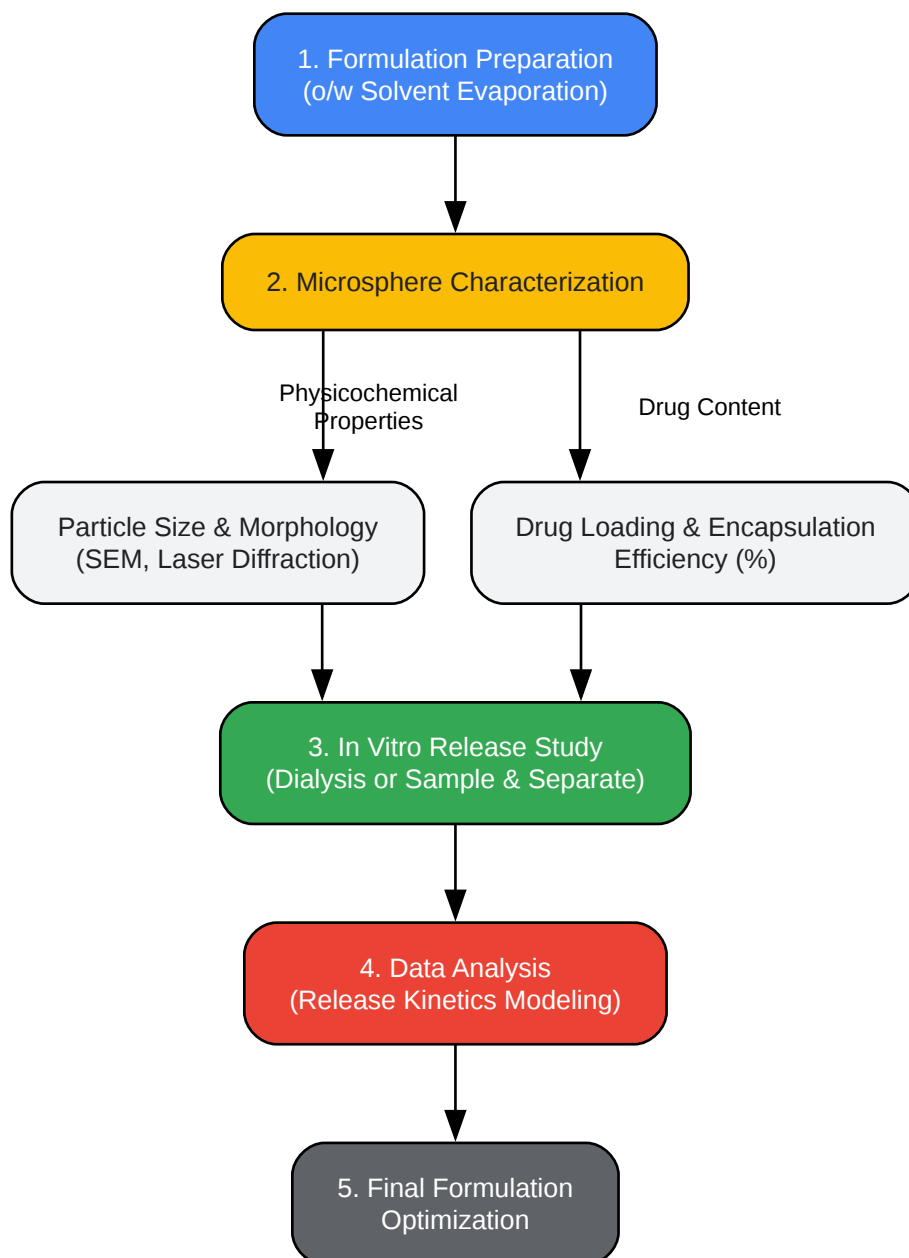 1. Formulation Preparation
(o/w Solvent Evaporation)
2. Microsphere Characterization
Physicochemical
Properties
Drug Content
Particle Size & Morphology
(SEM, Laser Diffraction)
Drug Loading & Encapsulation
Efficiency (%)
3. In Vitro Release Study
(Dialysis or Sample & Separate)
4. Data Analysis
(Release Kinetics Modeling)
5. Final Formulation
Optimization